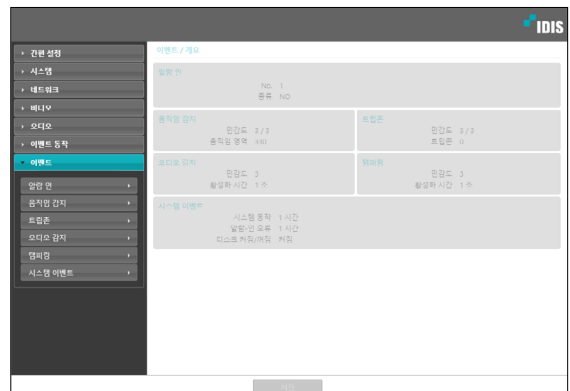 IDIS
간편 설정
시스템
네트워크
비디오
오디오
이벤트 동작
이벤트
알람 인
움직임 감지
트립존
오디오 감지
탬퍼링
시스템 이벤트
이벤트 / 개요
알람 인
No. 1
종류 NO
움직임 감지
민감도 3 / 3
움직임 영역
트립존
민감도 3 / 3
트립존 0
오디오 감지
민감도 3
활성화 시간 1 초
탬퍼링
민감도 3
활성화 시간 1 초
시스템 이벤트
시스템 동작 1 시간
알람-인 오류 1 시간
디스크 켜짐/꺼짐 켜짐